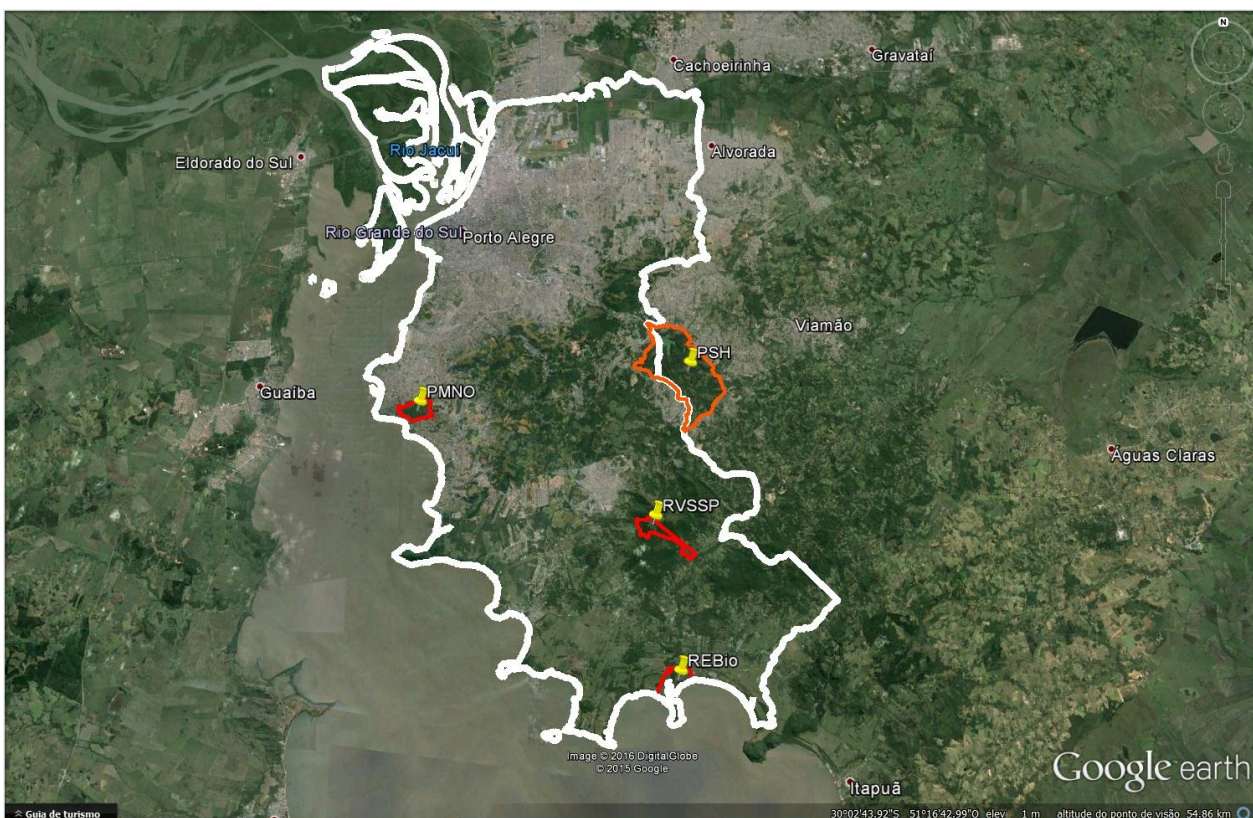 N
Cachoeirinha
Gravataí
Rio Jacuí
Alvorada
Eldorado do Sul
Rio Grande do Sul
Porto Alegre
Viamão
PSH
Guaíba
PMNO
Águas Claras
RVSSP
REBio
Image © 2016 DigitalGlobe
© 2015 Google
Google earth
Itapuã
Guia de turismo
30°02'43.92"S 51°16'42.99"O elev 1 m altitude do ponto de visão 54.86 km